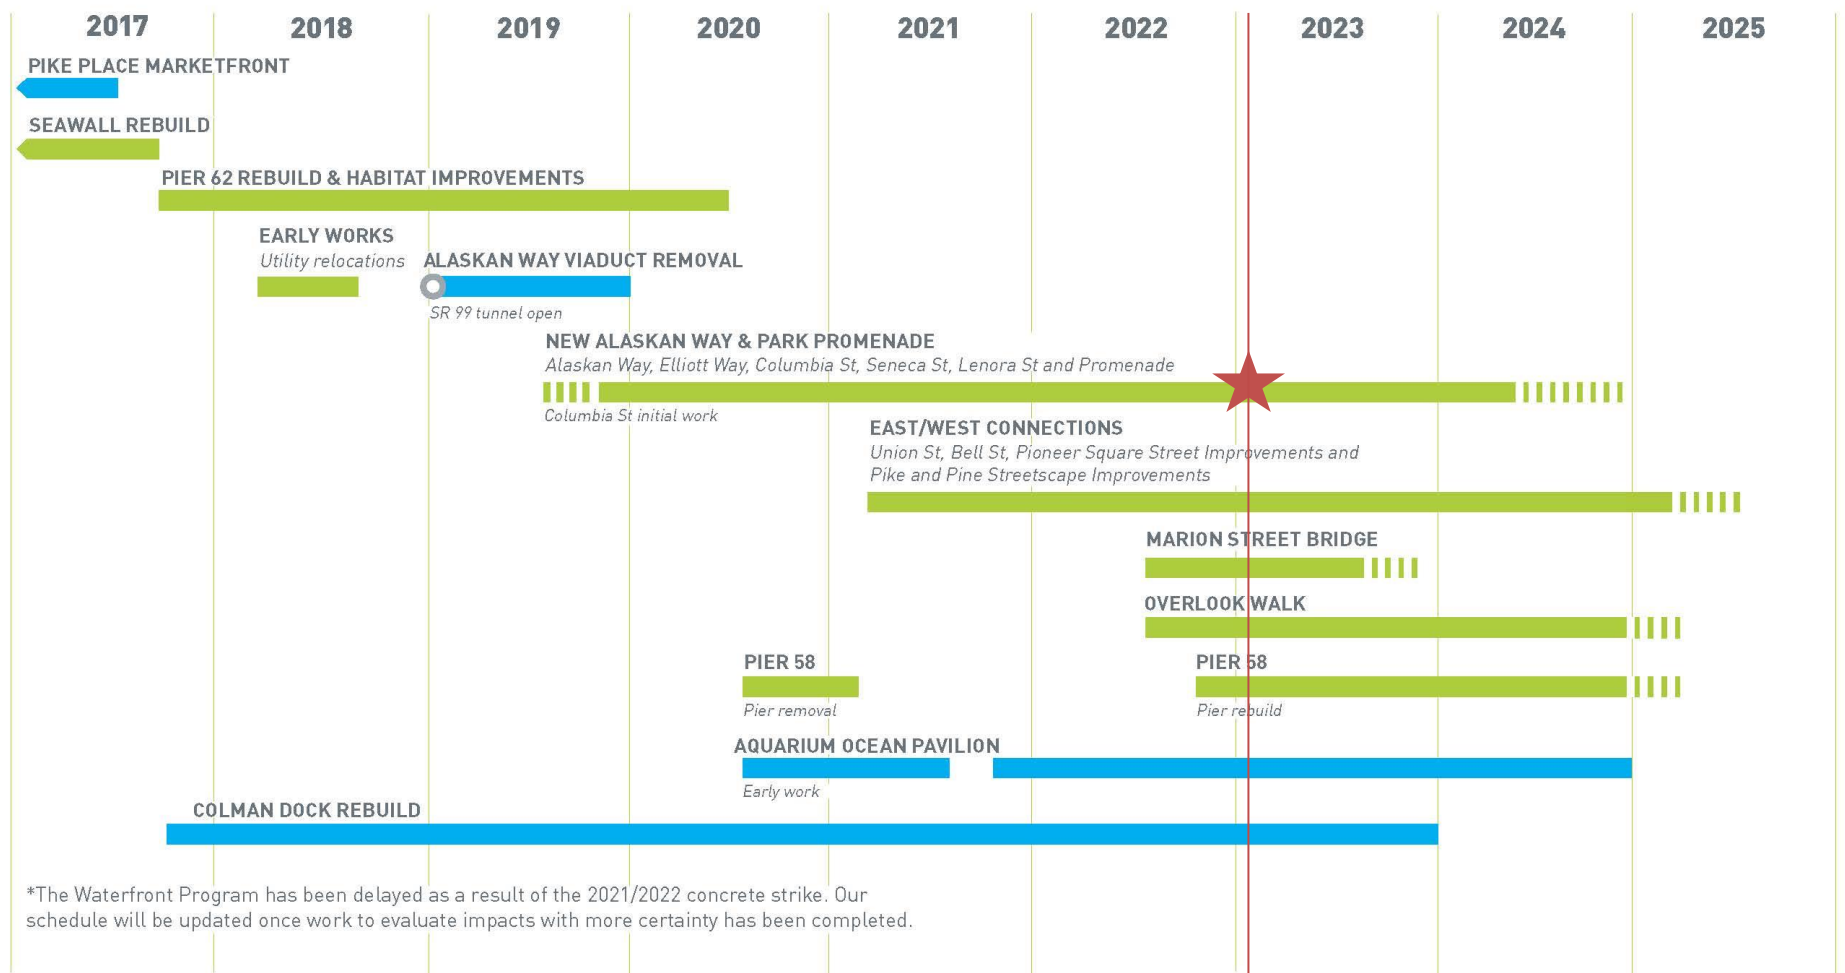 2017 2018 2019 2020 2021 2022 2023 2024 2025
PIKE PLACE MARKETFRONT
SEAWALL REBUILD
PIER 62 REBUILD & HABITAT IMPROVEMENTS
EARLY WORKS
Utility relocations
ALASKAN WAY VIADUCT REMOVAL
SR 99 tunnel open
NEW ALASKAN WAY & PARK PROMENADE
Alaskan Way, Elliott Way, Columbia St, Seneca St, Lenora St and Promenade
Columbia St initial work
EAST/WEST CONNECTIONS
Union St, Bell St, Pioneer Square Street Improvements and
Pike and Pine Streetscape Improvements
MARION STREET BRIDGE
OVERLOOK WALK
PIER 58
Pier removal
PIER 58
Pier rebuild
AQUARIUM OCEAN PAVILION
Early work
COLMAN DOCK REBUILD
*The Waterfront Program has been delayed as a result of the 2021/2022 concrete strike. Our
schedule will be updated once work to evaluate impacts with more certainty has been completed.